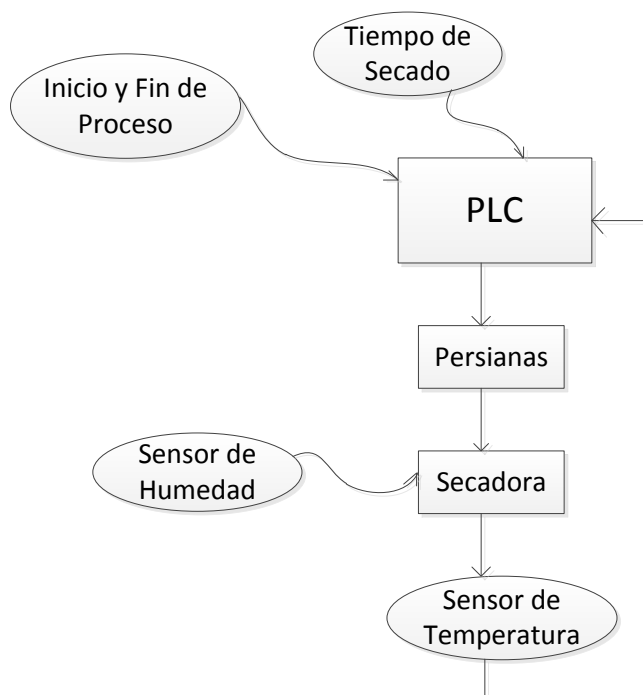 Tiempo de
Secado
Inicio y Fin de
Proceso
PLC
Persianas
Sensor de
Humedad
Secadora
Sensor de
Temperatura